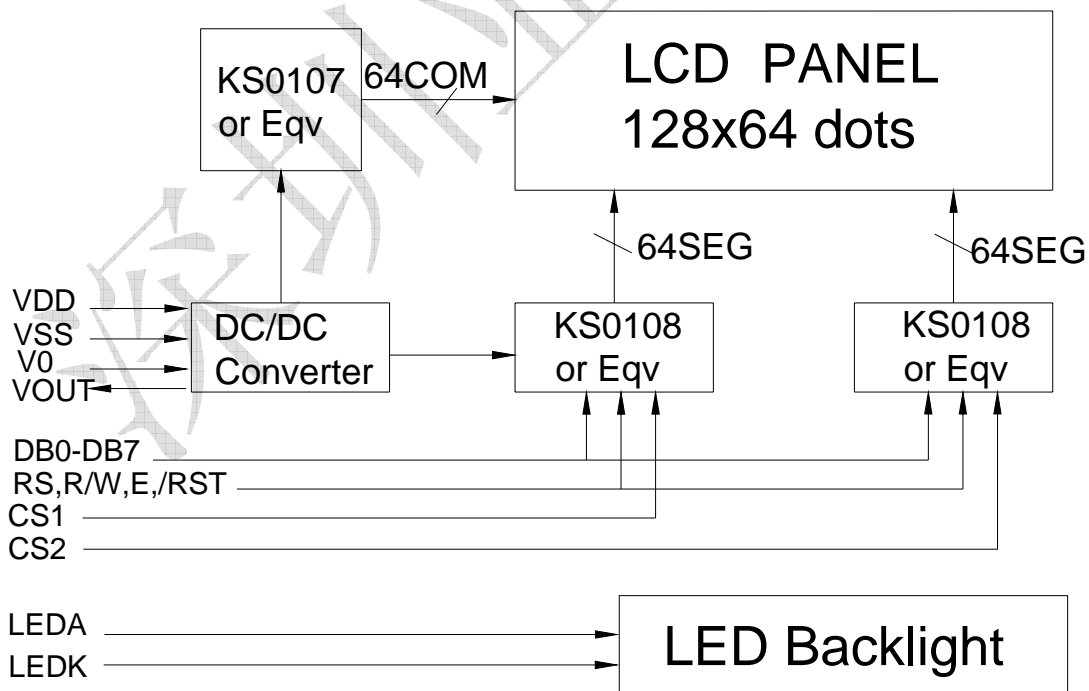 KS0107
or Eqv
64COM
LCD PANEL
128x64 dots
64SEG
64SEG
VDD
VSS
V0
VOUT
DC/DC
Converter
KS0108
or Eqv
KS0108
or Eqv
DB0-DB7
RS,R/W,E,/RST
CS1
CS2
LEDA
LEDK
LED Backlight